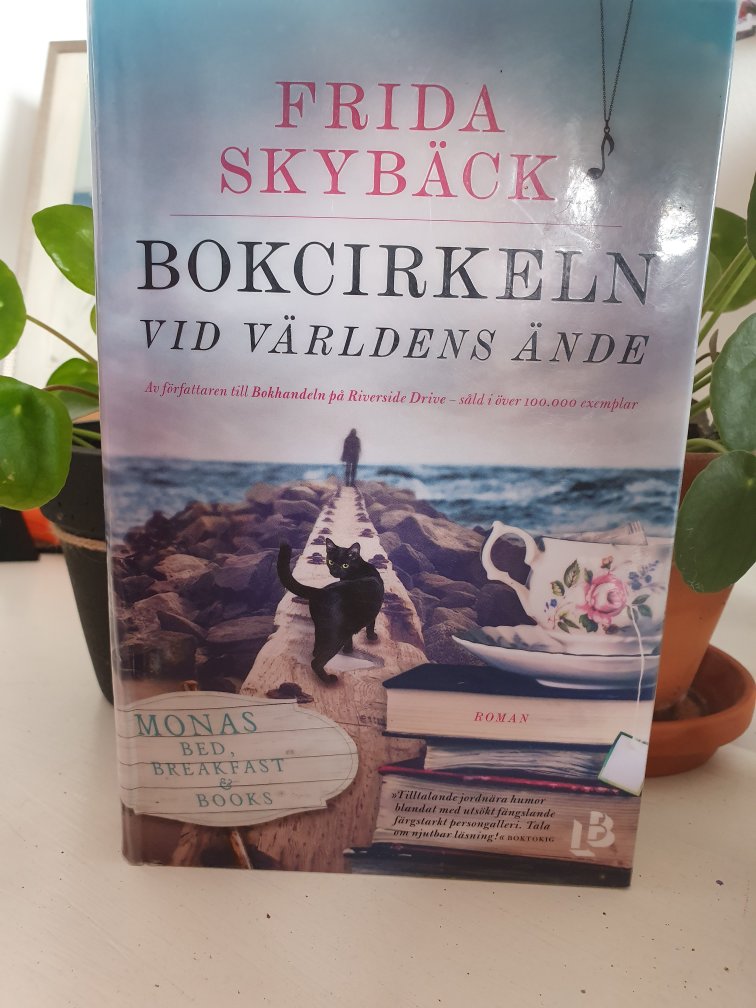 FRIDA
SKYBÄCK
BOKCIRKELN
VID VÄRLDENS ÄNDE
Av författaren till Bokhandeln på Riverside Drive – såld i över 100.000 exemplar
ROMAN
MONAS
BED,
BREAKFAST
&
BOOKS
»Tilltalande jordnära humor
blandat med utsökt fängslande
färgstarkt persongalleri. Tala
om njutbar läsning!« BOKTOKIG
LB